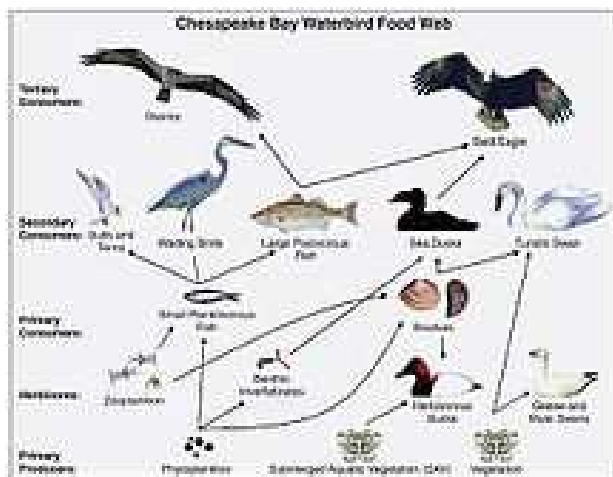 Chesapeake Bay Waterbird Food Web
Tertiary
Consumers:
Osprey
Bald Eagle
Secondary
Consumers:
Gulls and
Terns
Wading Birds
Large Piscivorous
Fish
Sea Ducks
Tundra Swan
Primary
Consumers:
Small Planktivorous
Fish
Bivalves
Herbivores:
Zooplankton
Benthic
Invertebrates
Herbivorous
Ducks
Geese and
Mute Swans
Primary
Producers:
Phytoplankton
Submerged Aquatic Vegetation (SAV)
Vegetation